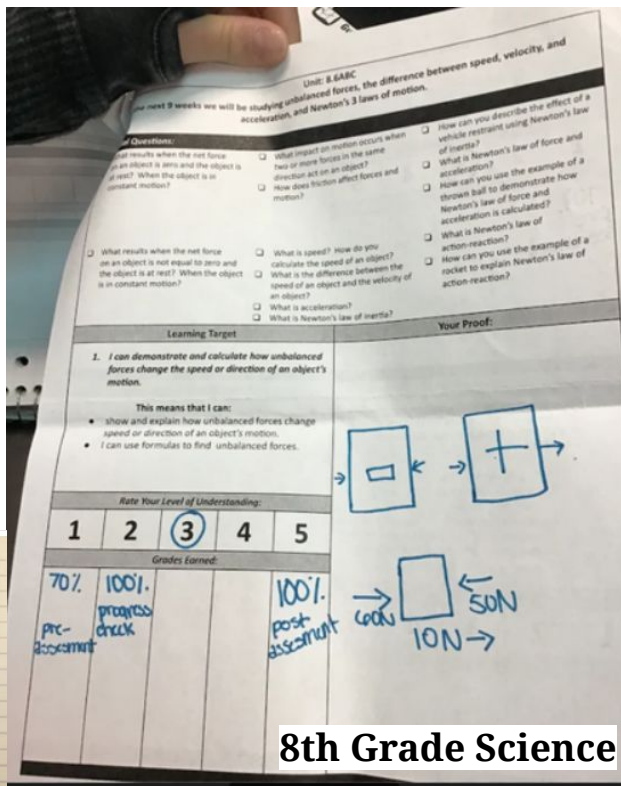 Unit: 8.6ABC
next 9 weeks we will be studying unbalanced forces, the difference between speed, velocity, and
acceleration, and Newton's 3 laws of motion.
Questions:
results when the net force
an object is zero and the object is
rest? When the object is in
constant motion?
What impact on motion occurs when
two or more forces in the same
direction act on an object?
How does friction affect forces and
motion?
How can you describe the effect of a
vehicle restraint using Newton's law
of inertia?
What is Newton's law of force and
acceleration?
How can you use the example of a
thrown ball to demonstrate how
Newton's law of force and
acceleration is calculated?
What is Newton's law of
action-reaction?
How can you use the example of a
rocket to explain Newton's law of
action-reaction?
What results when the net force
on an object is not equal to zero and
the object is at rest? When the object
is in constant motion?
What is speed? How do you
calculate the speed of an object?
What is the difference between the
speed of an object and the velocity of
an object?
What is acceleration?
What is Newton's law of inertia?
Learning Target
Your Proof:
1. I can demonstrate and calculate how unbalanced
forces change the speed or direction of an object's
motion.
This means that I can:
• show and explain how unbalanced forces change
speed or direction of an object's motion.
• I can use formulas to find unbalanced forces.
Rate Your Level of Understanding:
1 2 3 4 5
Grades Earned:
70%
pre-
assessment
100%
progress
check
100%
post
assessment
→ - ←
→ + →
→ ←
60N 50N
10N →
8th Grade Science